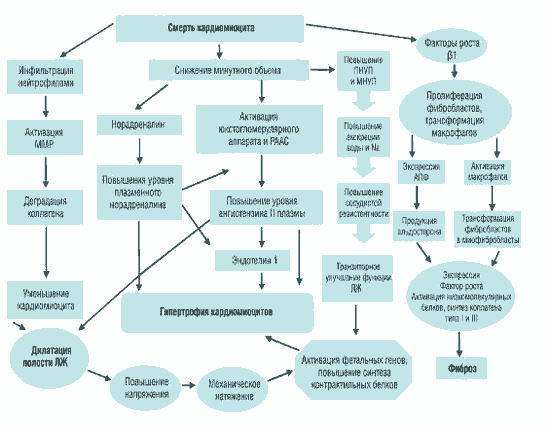 Смерть кардиомиоцита
Факторы роста
β1
Инфильтрация
нейтрофилами
Снижение минутного объема
Повышение
ПНУП
и МНУП
Активация
ММР
Норадреналин
Активация
юкстогломерулярного
аппарата и РААС
Пролиферация
фибробластов,
трансформация
макрофагов
Повышение
экскреции
воды и Na
Экспрессия
АПФ
Активация
макрофагов
Деградация
коллагена
Повышения уровня
плазменного
норадреналина
Повышения уровня
ангиотензина II плазмы
Повышение
сосудистой
резистентности
Продукция
альдостерона
Трансформация
фибробластов
в миофибробласты
Эндотелин 1
Транзиторное
улучшение функции
ЛЖ
Уменьшение
кардиомиоцита
Гипертрофия кардиомиоцитов
Экспрессия
Фактор роста
Активация низкомолекулярных
белков, синтез коллагена
типа I и III
Дилатация
полости ЛЖ
Повышение
напряжения
Механическое
натяжение
Активация фетальных генов;
повышение синтеза
контрактильных белков
Фиброз